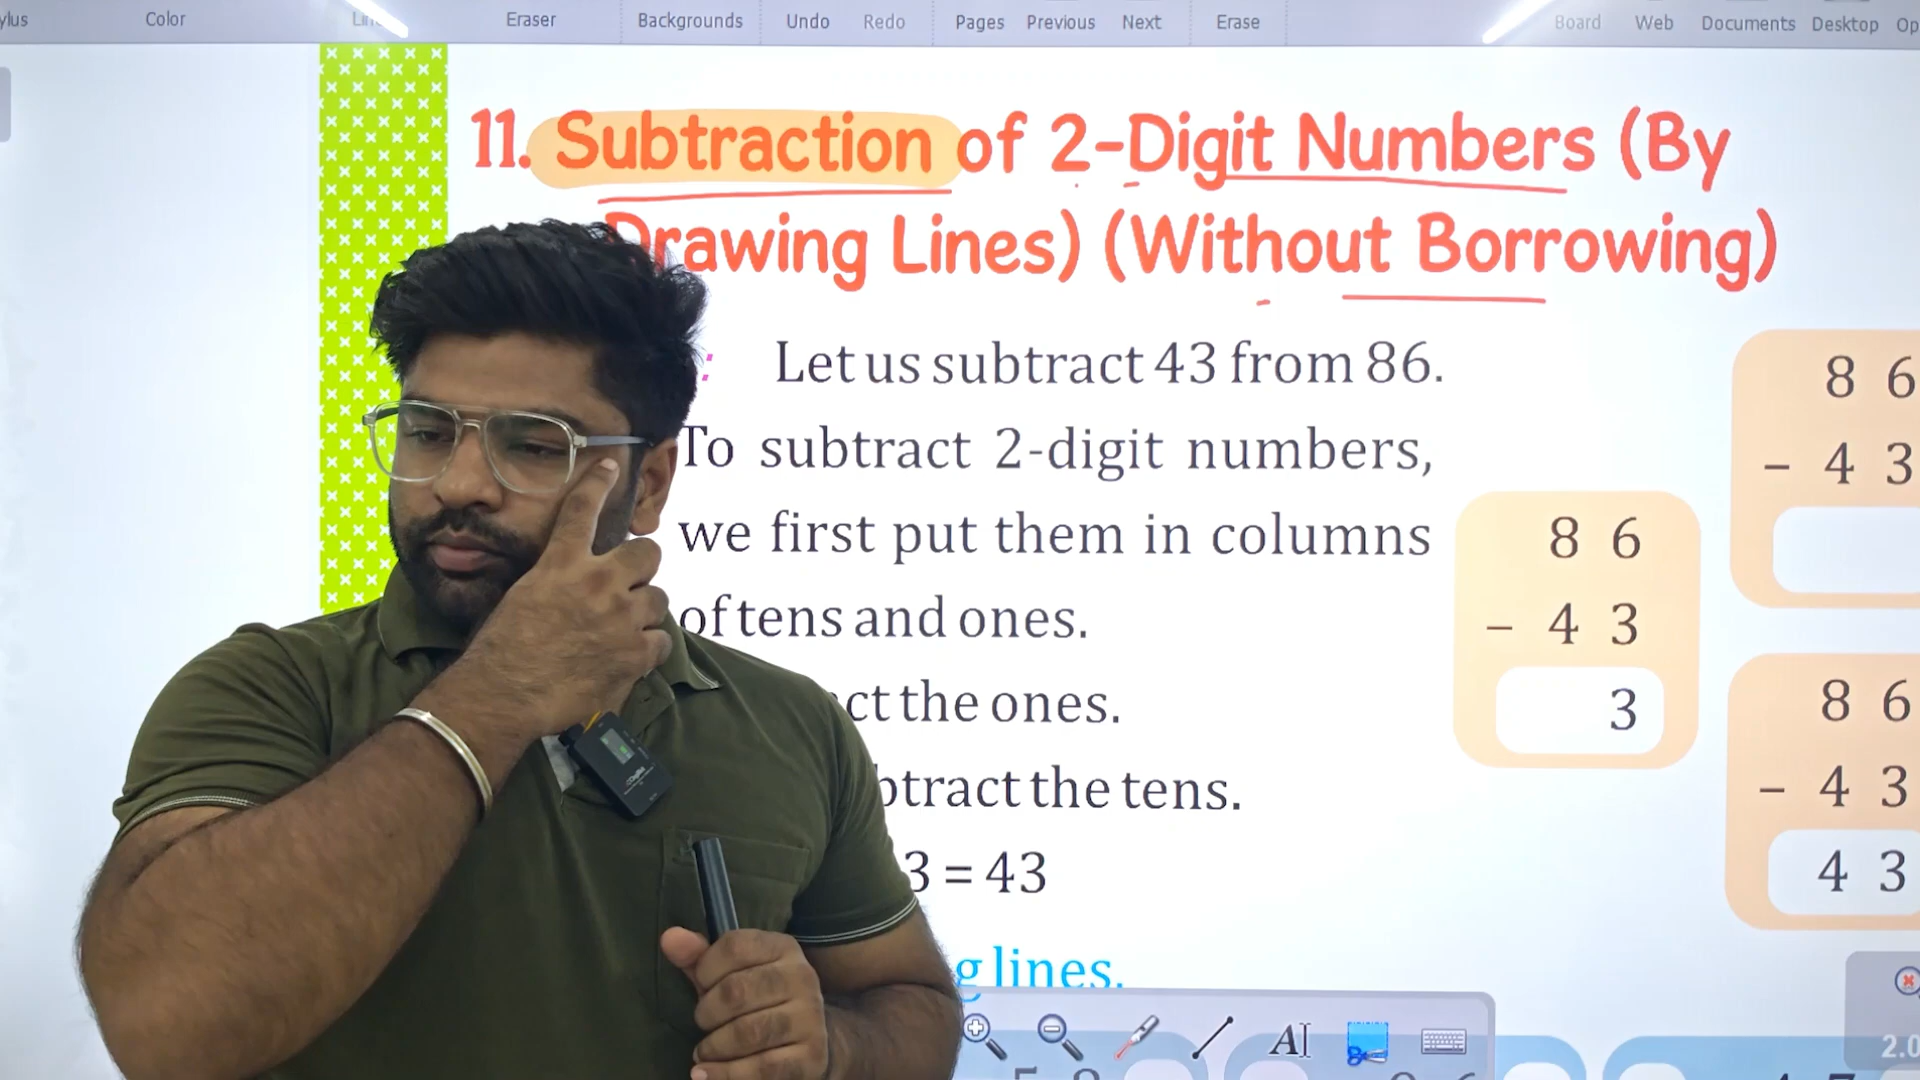 Color
Eraser
Backgrounds
Undo
Redo
Pages
Previous
Next
Erase
Board
Web
Documents
Desktop
11. Subtraction of 2-Digit Numbers (By
Drawing Lines) (Without Borrowing)
: Let us subtract 43 from 86.
To subtract 2-digit numbers,
we first put them in columns
of tens and ones.
ct the ones.
btract the tens.
3 = 43
g lines.
8 6
– 4 3
8 6
– 4 3
3
8 6
– 4 3
4 3
AI
2.0